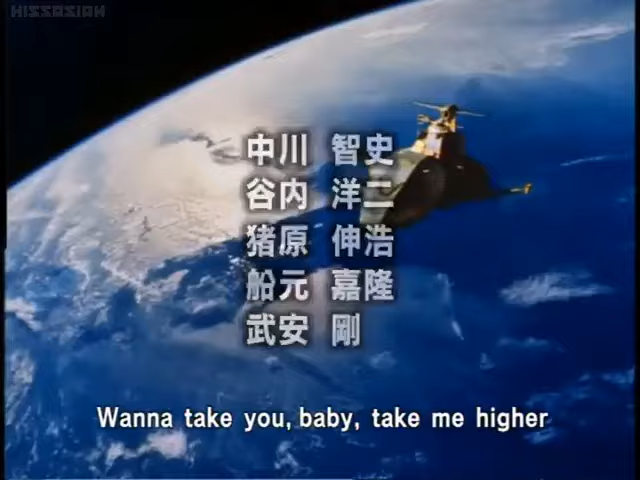 HISSASIAN
中川 智史
谷内 洋二
猪原 伸浩
船元 嘉隆
武安 剛
Wanna take you, baby, take me higher